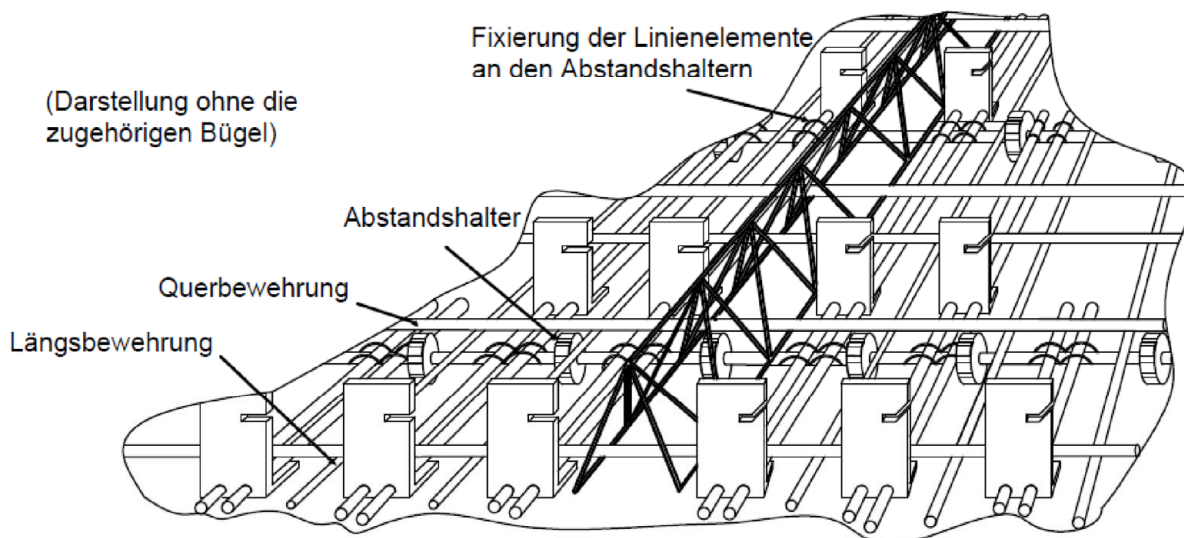 Fixierung der Linienelemente
an den Abstandshaltern
(Darstellung ohne die
zugehörigen Bügel)
Abstandshalter
Querbewehrung
Längsbewehrung